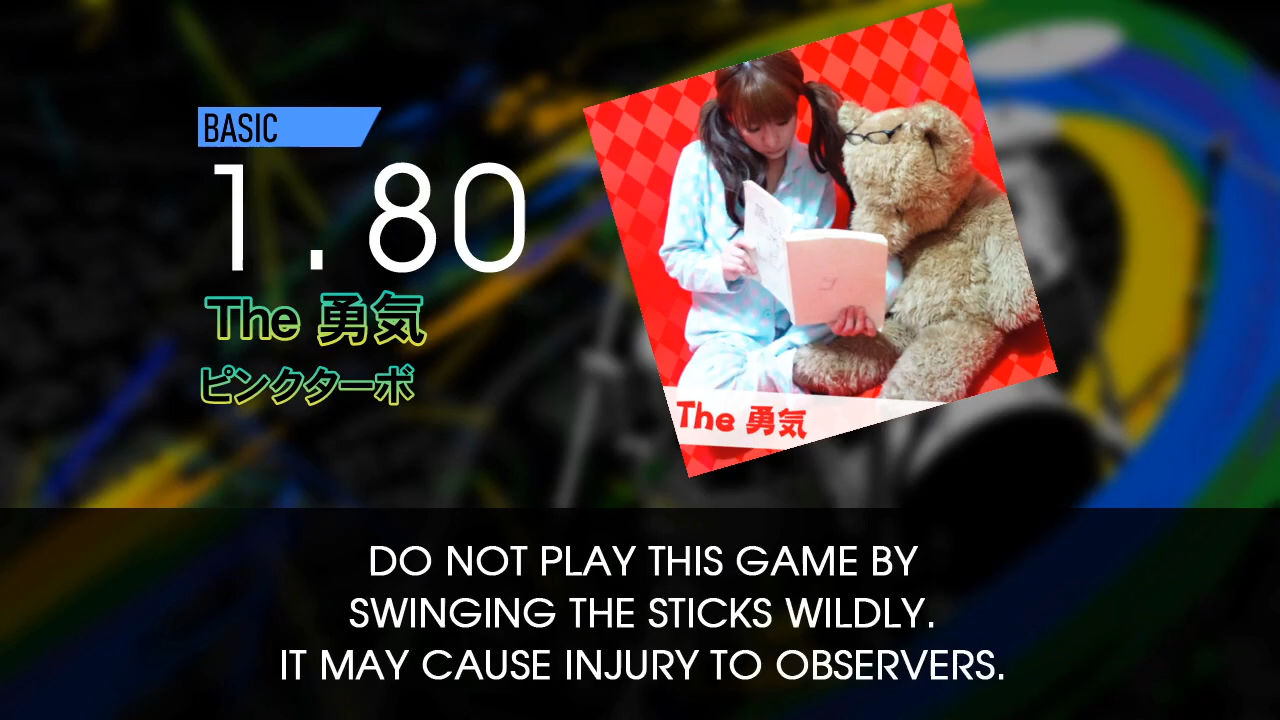 BASIC
1.80
The 勇気
ピンクターボ
The 勇気
DO NOT PLAY THIS GAME BY
SWINGING THE STICKS WILDLY.
IT MAY CAUSE INJURY TO OBSERVERS.